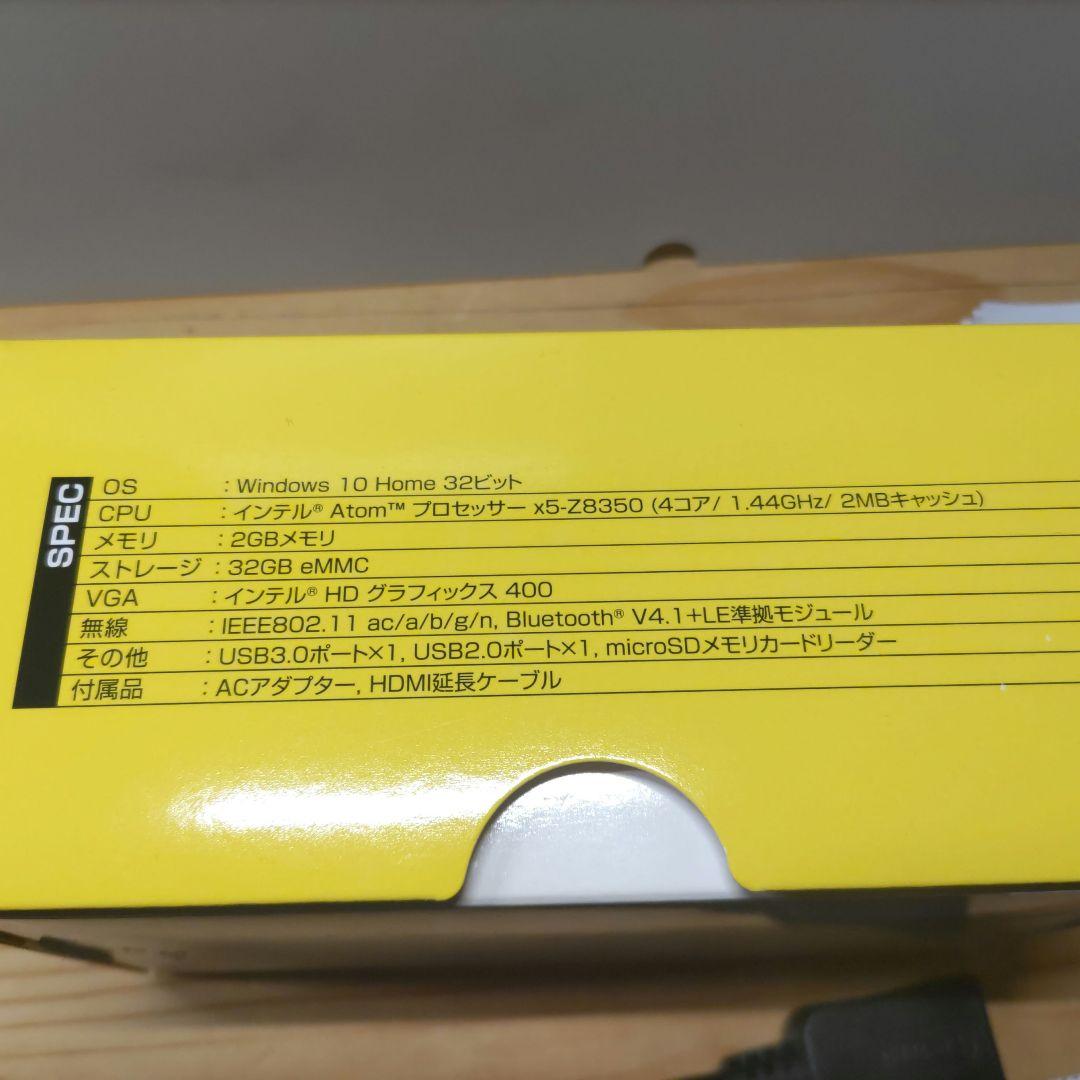 SPEC
OS : Windows 10 Home 32ビット
CPU : インテル® Atom™ プロセッサー x5-Z8350 (4コア/ 1.44GHz/ 2MBキャッシュ)
メモリ : 2GBメモリ
ストレージ : 32GB eMMC
VGA : インテル® HD グラフィックス 400
無線 : IEEE802.11 ac/a/b/g/n, Bluetooth® V4.1+LE準拠モジュール
その他 : USB3.0ポート×1, USB2.0ポート×1, microSDメモリカードリーダー
付属品 : ACアダプター, HDMI延長ケーブル